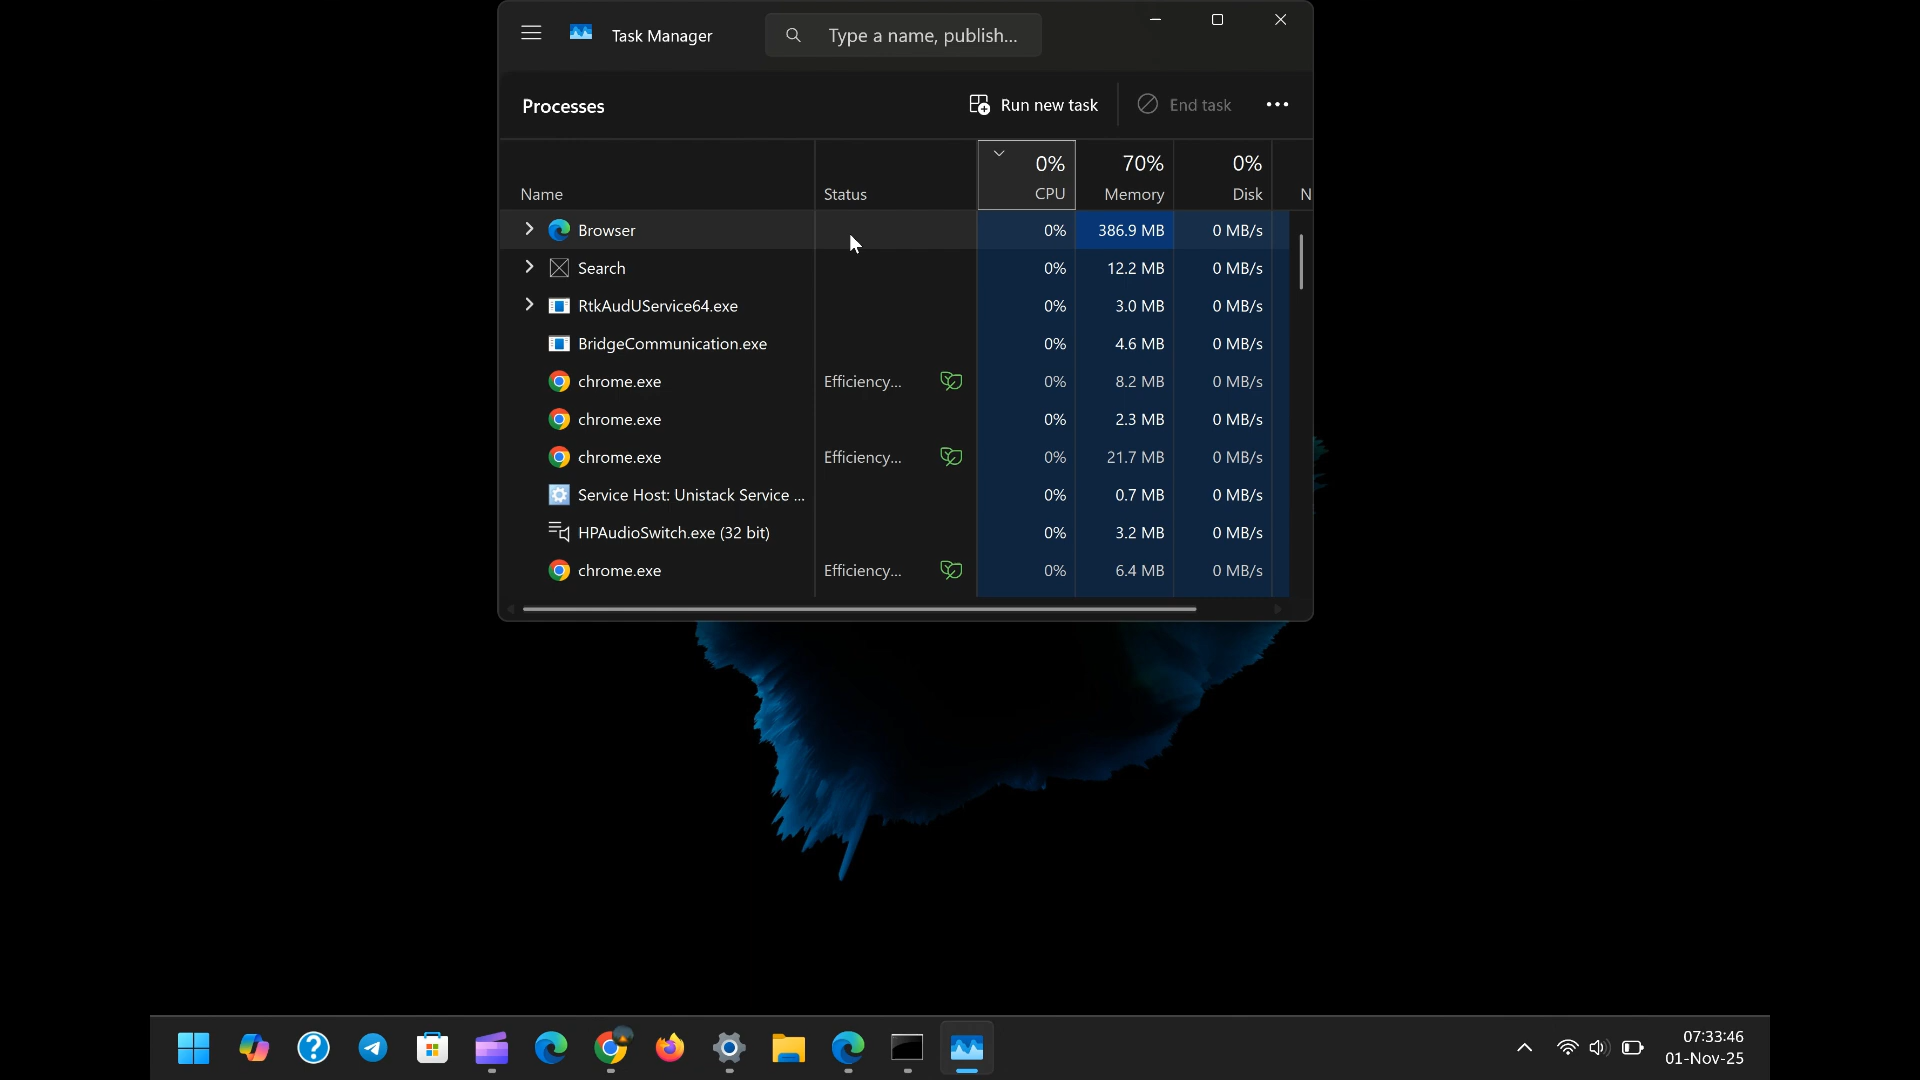 Task Manager
Type a name, publish...
Processes
Run new task
End task
0% 70% 0%
Name Status CPU Memory Disk N
Browser 0% 386.9 MB 0 MB/s
Search 0% 12.2 MB 0 MB/s
RtkAudUService64.exe 0% 3.0 MB 0 MB/s
BridgeCommunication.exe 0% 4.6 MB 0 MB/s
chrome.exe Efficiency... 0% 8.2 MB 0 MB/s
chrome.exe 0% 2.3 MB 0 MB/s
chrome.exe Efficiency... 0% 21.7 MB 0 MB/s
Service Host: Unistack Service ... 0% 0.7 MB 0 MB/s
HPAudioSwitch.exe (32 bit) 0% 3.2 MB 0 MB/s
chrome.exe Efficiency... 0% 6.4 MB 0 MB/s
07:33:46
01-Nov-25